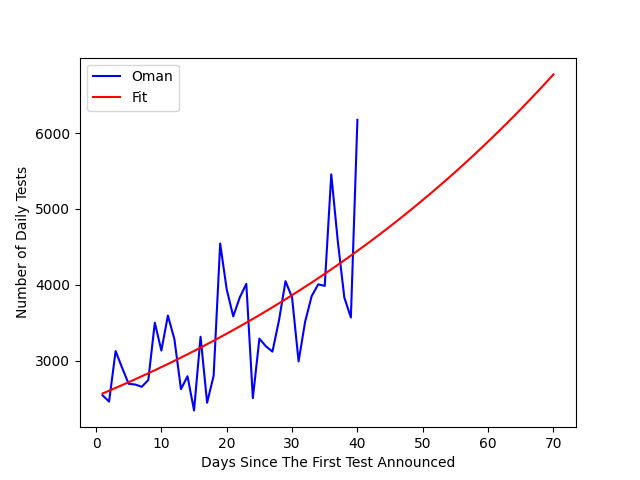 Oman
Fit
6000
5000
4000
3000
Number of Daily Tests
0 10 20 30 40 50 60 70
Days Since The First Test Announced